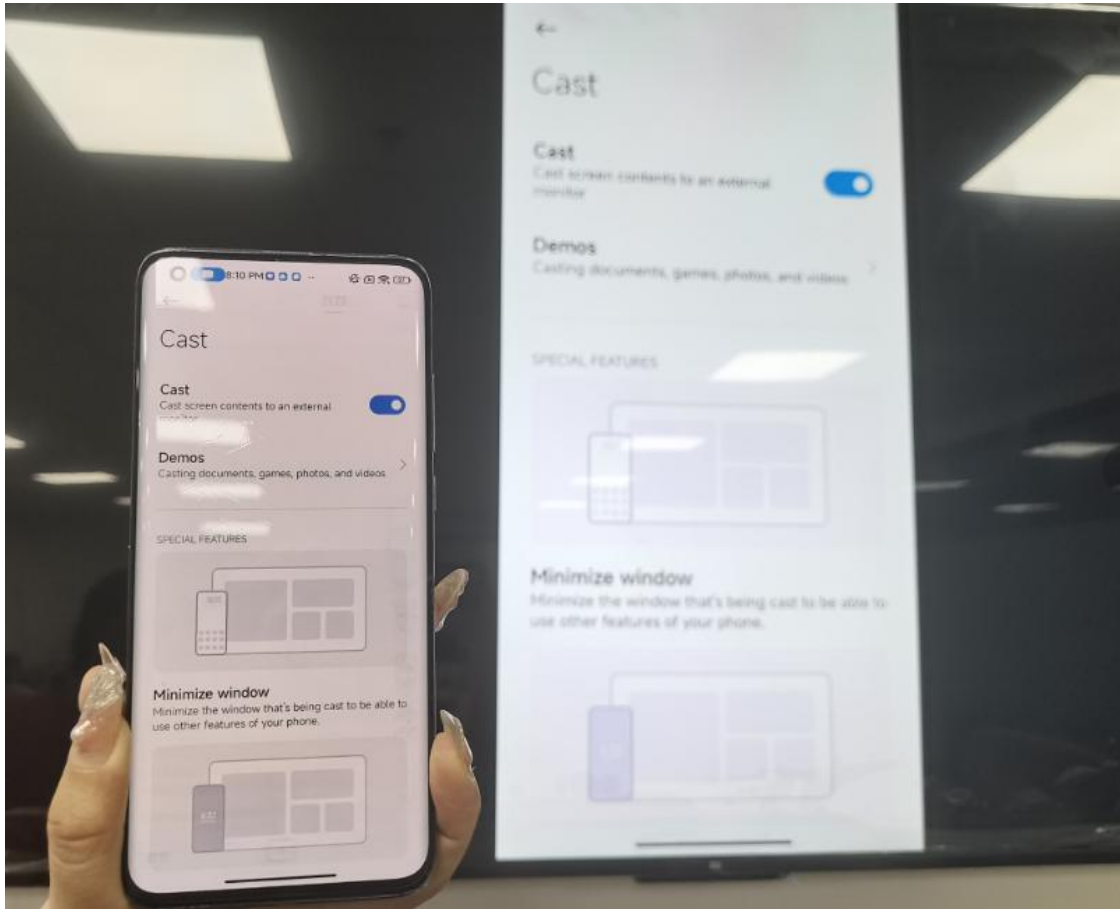 8:10 PM
Cast
Cast
Cast screen contents to an external
monitor
Demos
Casting documents, games, photos, and videos
SPECIAL FEATURES
Minimize window
Minimize the window that's being cast to be able to
use other features of your phone.
Cast
Cast
Cast screen contents to an external
monitor
Demos
Casting documents, games, photos, and videos
SPECIAL FEATURES
Minimize window
Minimize the window that's being cast to be able to
use other features of your phone.